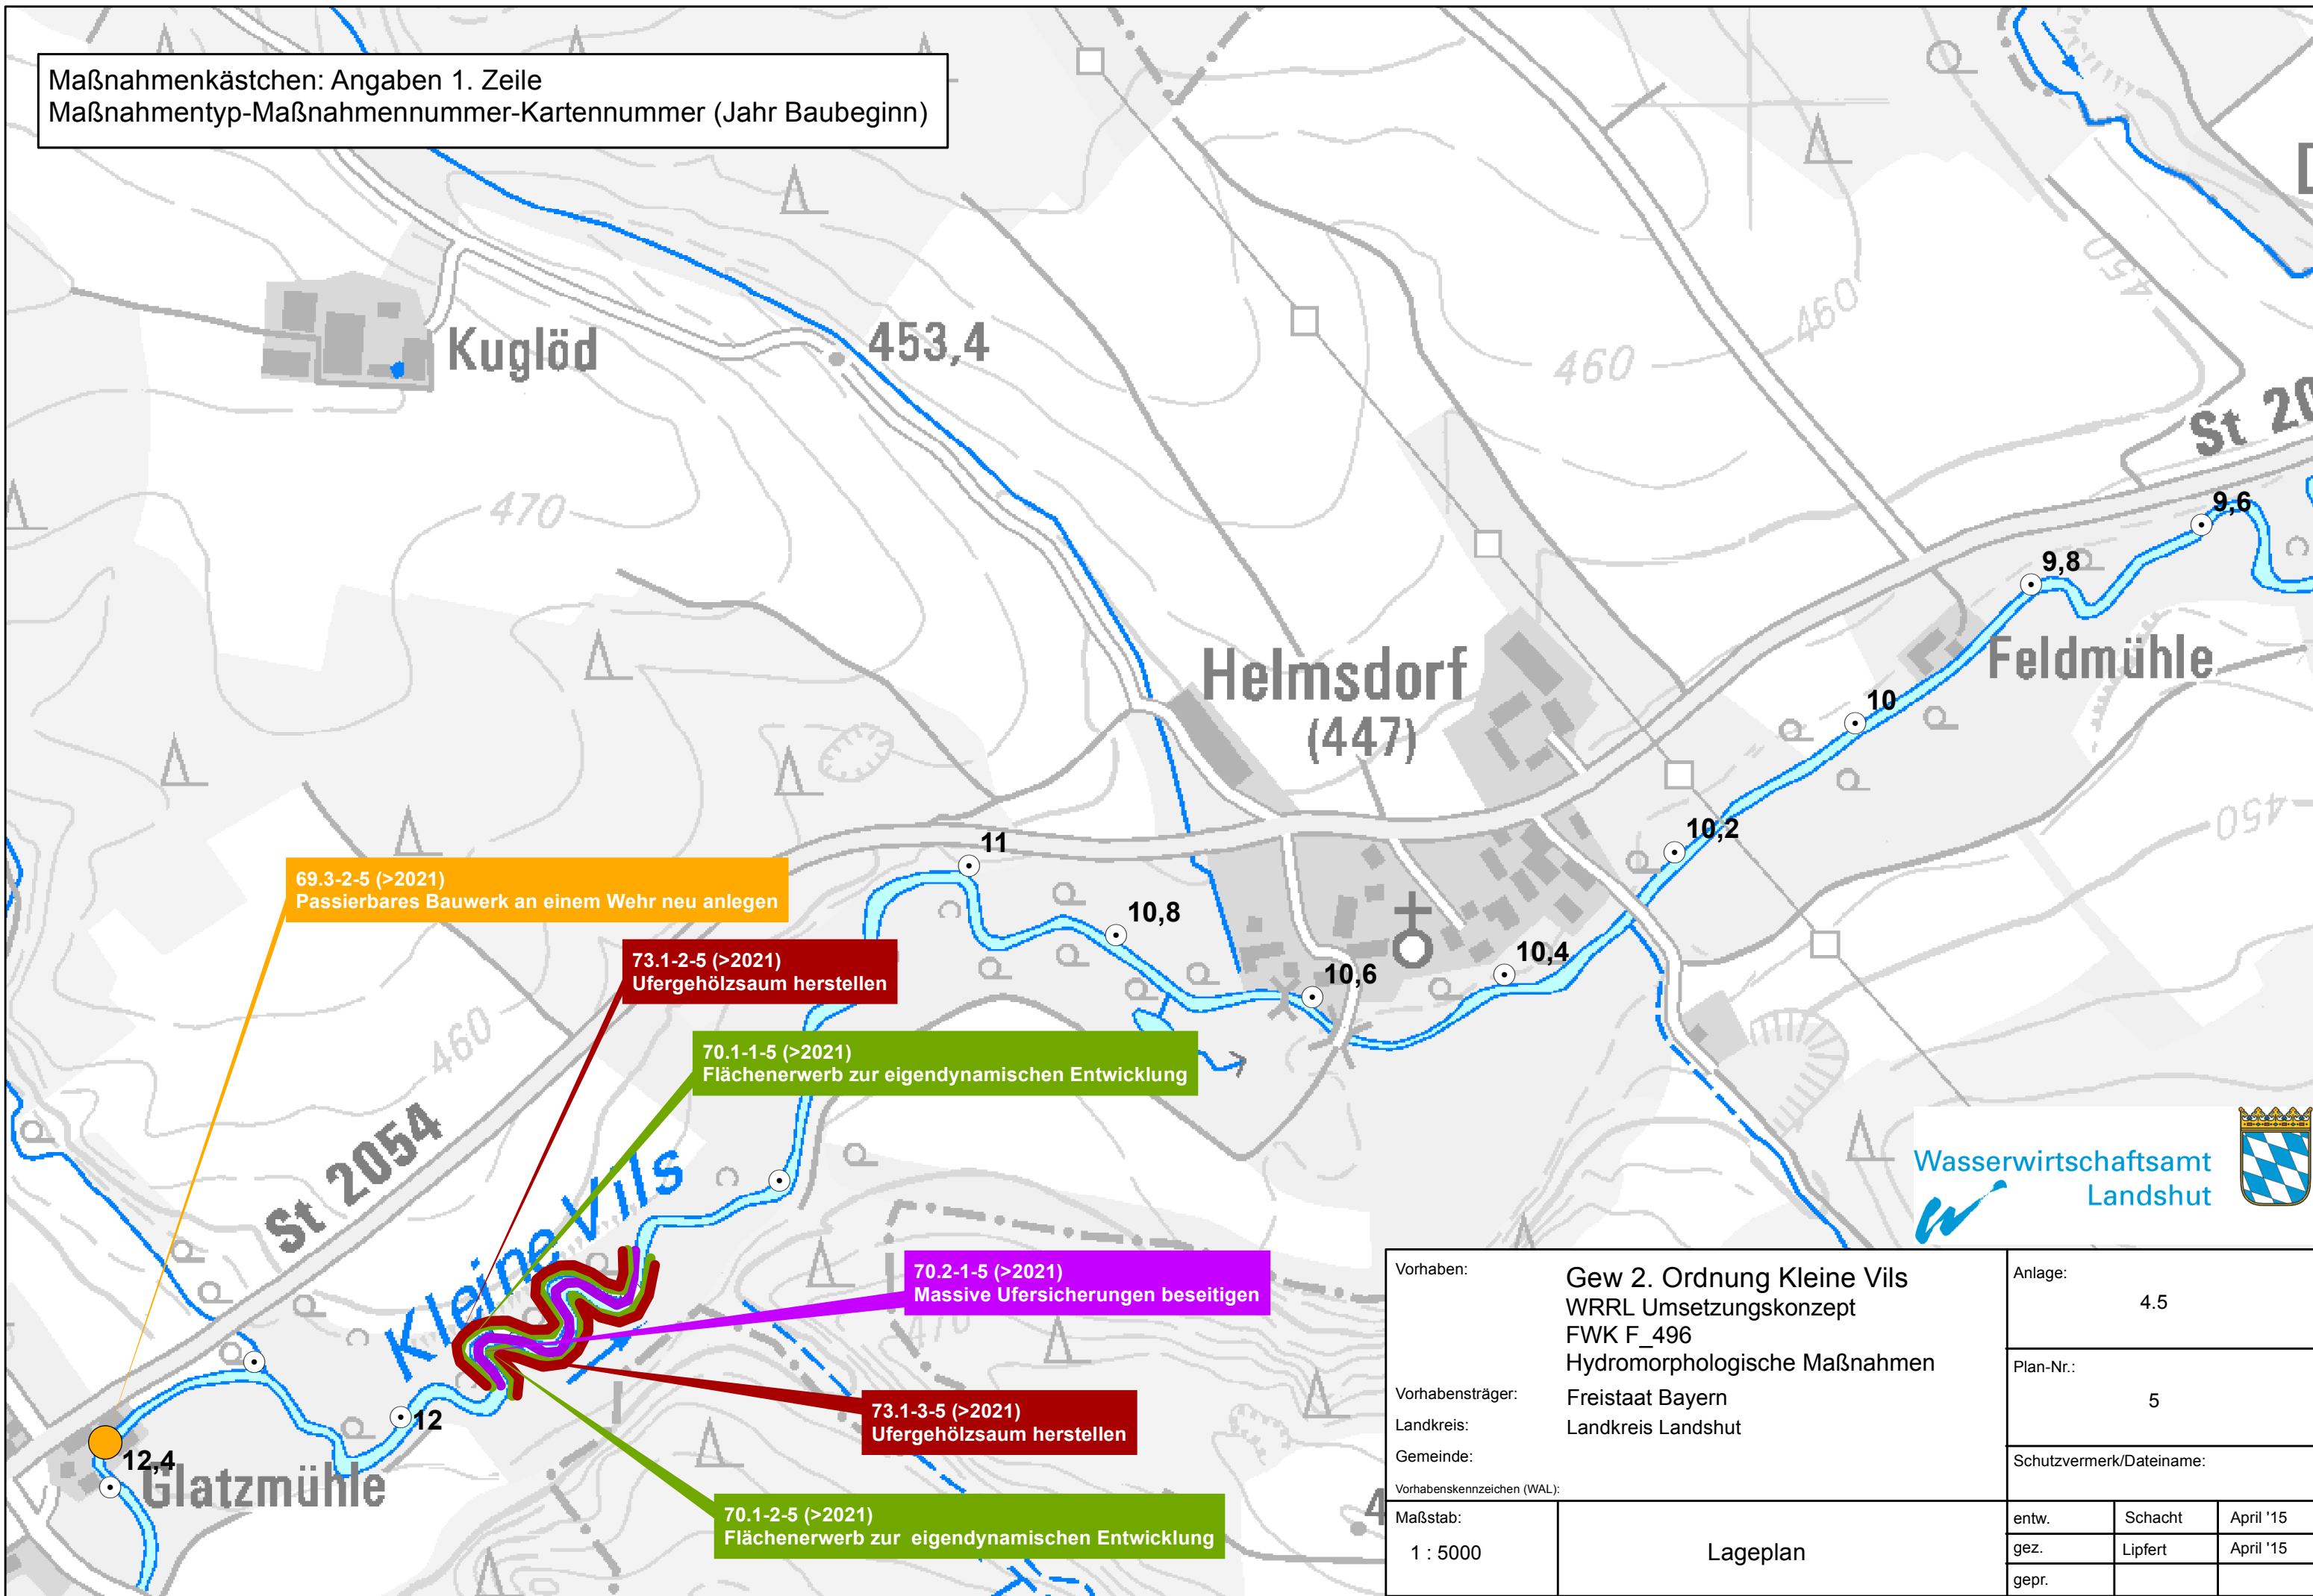 Maßnahmenkästchen: Angaben 1. Zeile
Maßnahmentyp-Maßnahmennummer-Kartennummer (Jahr Baubeginn)
Kuglöd
453,4
450
460
460
St 20
470
9,6
9,8
Helmsdorf
(447)
Feldmühle
10
450
10,2
11
69.3-2-5 (>2021)
Passierbares Bauwerk an einem Wehr neu anlegen
10,8
73.1-2-5 (>2021)
Ufergehölzsaum herstellen
10,6
10,4
460
70.1-1-5 (>2021)
Flächenerwerb zur eigendynamischen Entwicklung
St 2054
Kleine Vils
Wasserwirtschaftsamt
Landshut
70.2-1-5 (>2021)
Massive Ufersicherungen beseitigen
470
73.1-3-5 (>2021)
Ufergehölzsaum herstellen
12
12,4
Glatzmühle
70.1-2-5 (>2021)
Flächenerwerb zur eigendynamischen Entwicklung
4
Vorhaben:
Gew 2. Ordnung Kleine Vils
WRRL Umsetzungskonzept
FWK F_496
Hydromorphologische Maßnahmen
Vorhabensträger: Freistaat Bayern
Landkreis: Landkreis Landshut
Gemeinde:
Vorhabenskennzeichen (WAL):
Anlage:
4.5
Plan-Nr.:
5
Schutzvermerk/Dateiname:
Maßstab:
1 : 5000
Lageplan
entw. Schacht April '15
gez. Lipfert April '15
gepr.